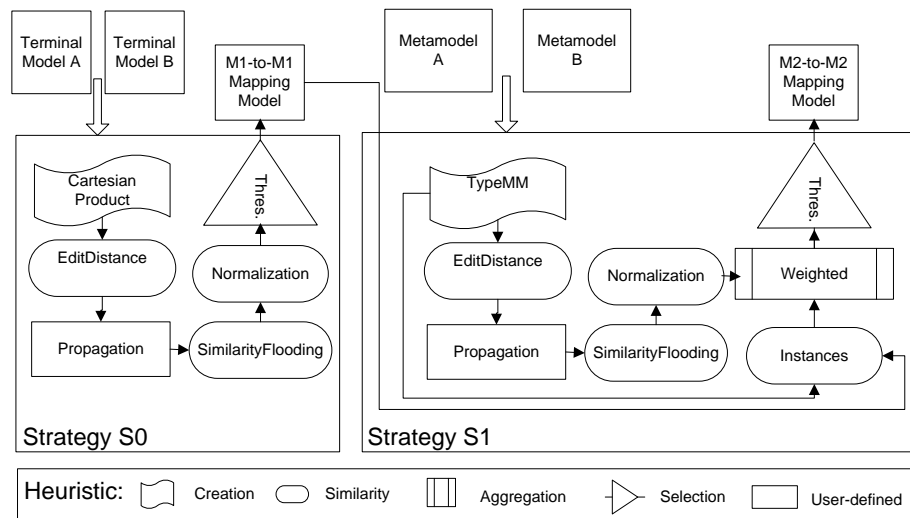 Terminal
Model A
Terminal
Model B
M1-to-M1
Mapping
Model
Metamodel
A
Metamodel
B
M2-to-M2
Mapping
Model
Cartesian
Product
Thres.
EditDistance
Normalization
Propagation
SimilarityFlooding
Strategy S0
TypeMM
Thres.
EditDistance
Normalization
Weighted
Propagation
SimilarityFlooding
Instances
Strategy S1
Heuristic:
Creation
Similarity
Aggregation
Selection
User-defined